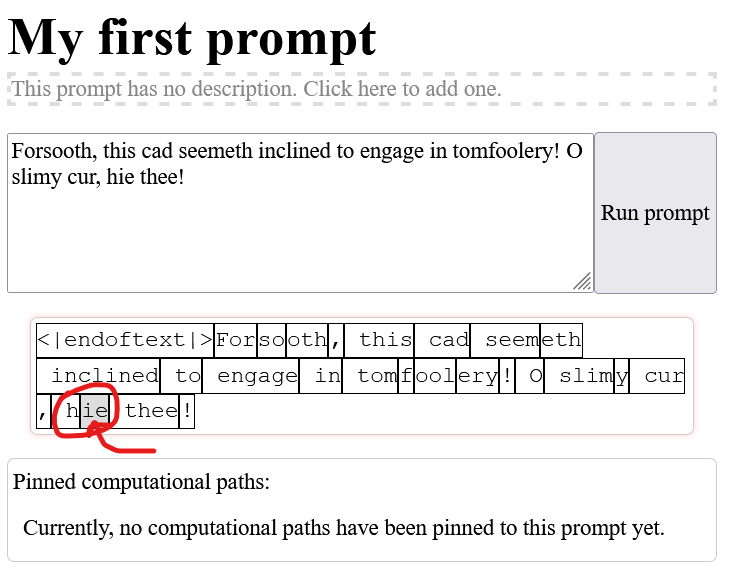 My first prompt
This prompt has no description. Click here to add one.
Forsooth, this cad seemeth inclined to engage in tomfoolery! O
slimy cur, hie thee!
Run prompt
<|endoftext|>Forsooth, this cad seemeth
inclined to engage in tomfoolery! O slimy cur
, hie thee!
Pinned computational paths:
Currently, no computational paths have been pinned to this prompt yet.